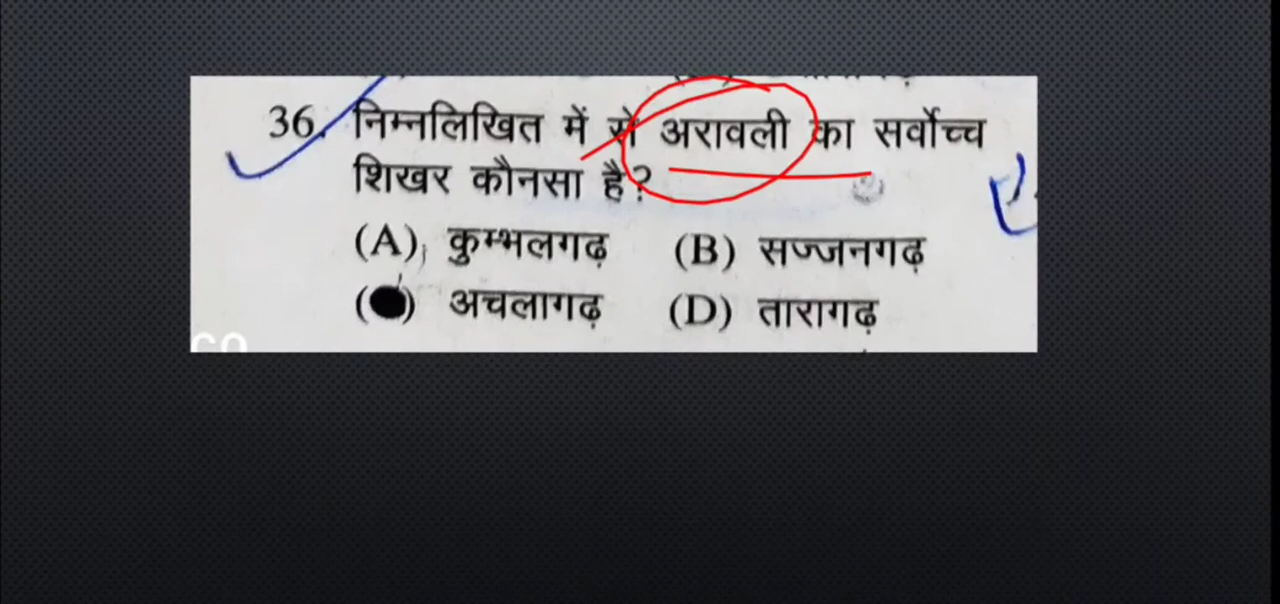 36. निम्नलिखित में से अरावली का सर्वोच्च
शिखर कौनसा है?
(A) कुम्भलगढ़ (B) सज्जनगढ़
( ) अचलागढ़ (D) तारागढ़